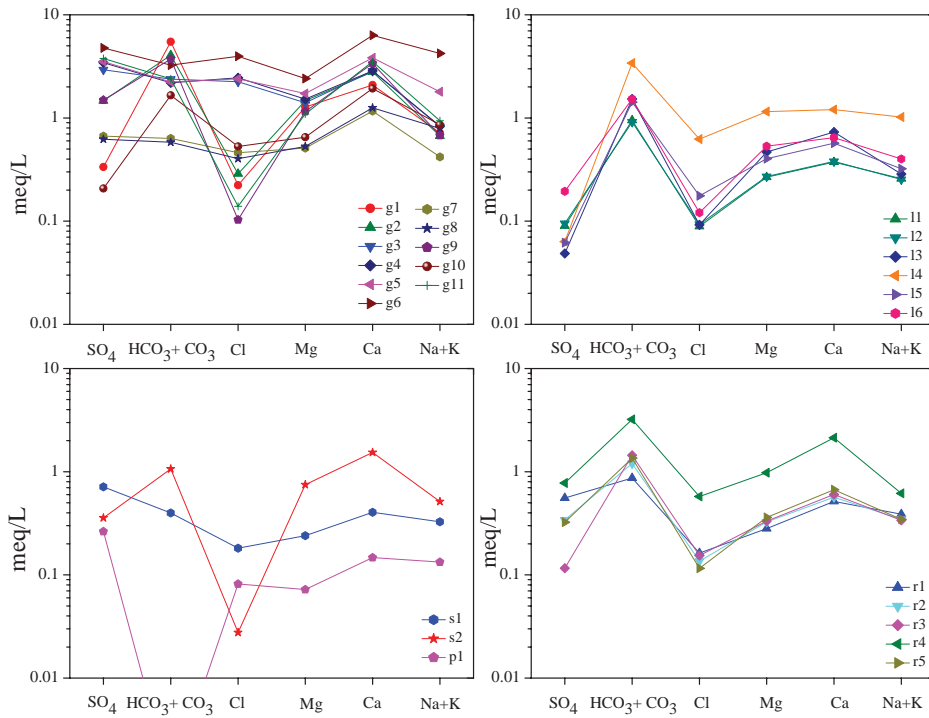 10
1
0.1
0.01
meq/L
SO4 HCO3+ CO3 Cl Mg Ca Na+K
g1 g7
g2 g8
g3 g9
g4 g10
g5 g11
g6
10
1
0.1
0.01
meq/L
SO4 HCO3+ CO3 Cl Mg Ca Na+K
l1
l2
l3
l4
l5
l6
10
1
0.1
0.01
meq/L
SO4 HCO3+ CO3 Cl Mg Ca Na+K
s1
s2
p1
10
1
0.1
0.01
meq/L
SO4 HCO3+ CO3 Cl Mg Ca Na+K
r1
r2
r3
r4
r5